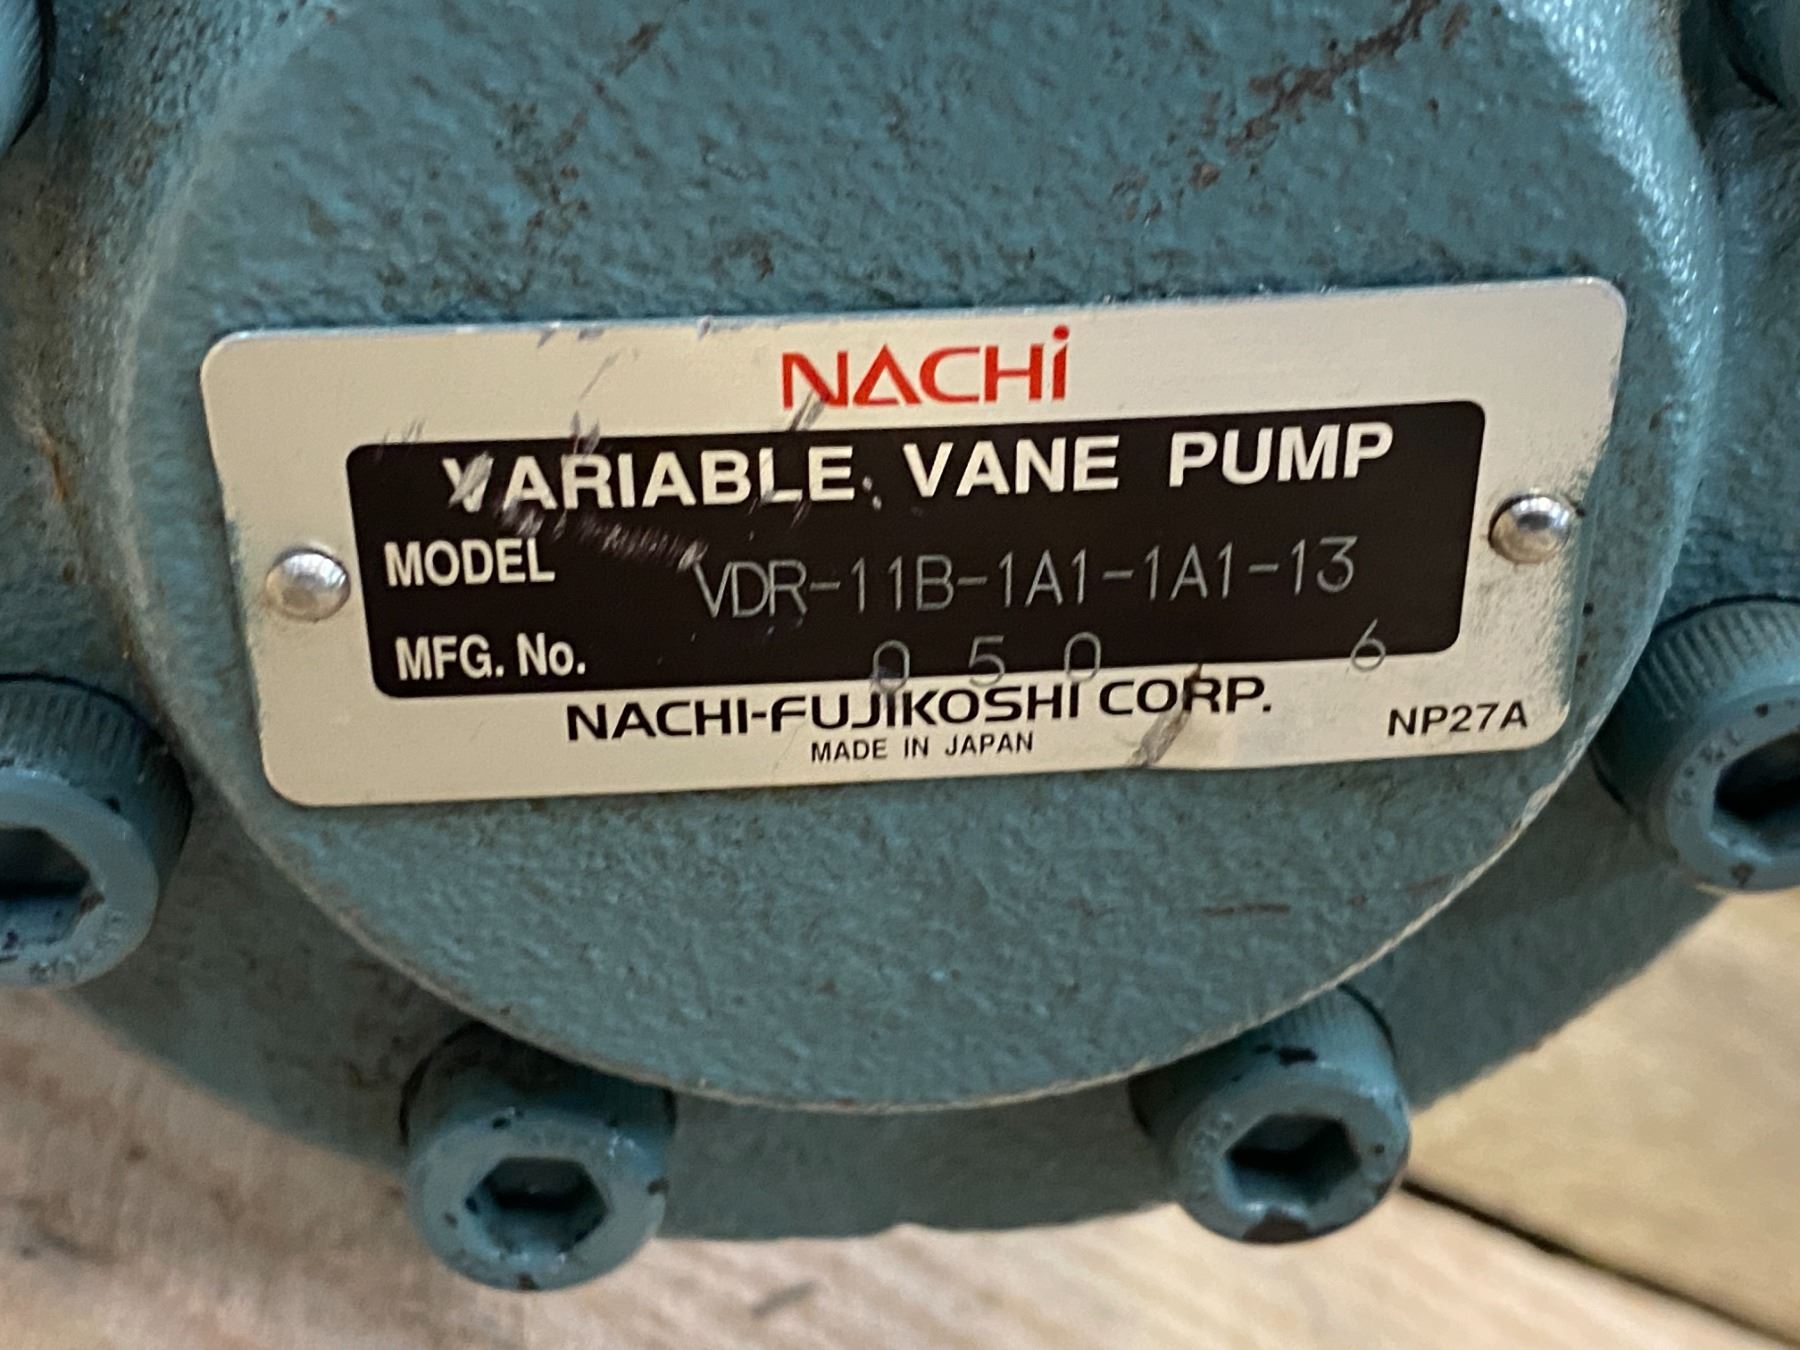 NACHi
VARIABLE VANE PUMP
MODEL VDR-11B-1A1-1A1-13
MFG. No. 050 6
NACHI-FUJIKOSHI CORP.
MADE IN JAPAN
NP27A